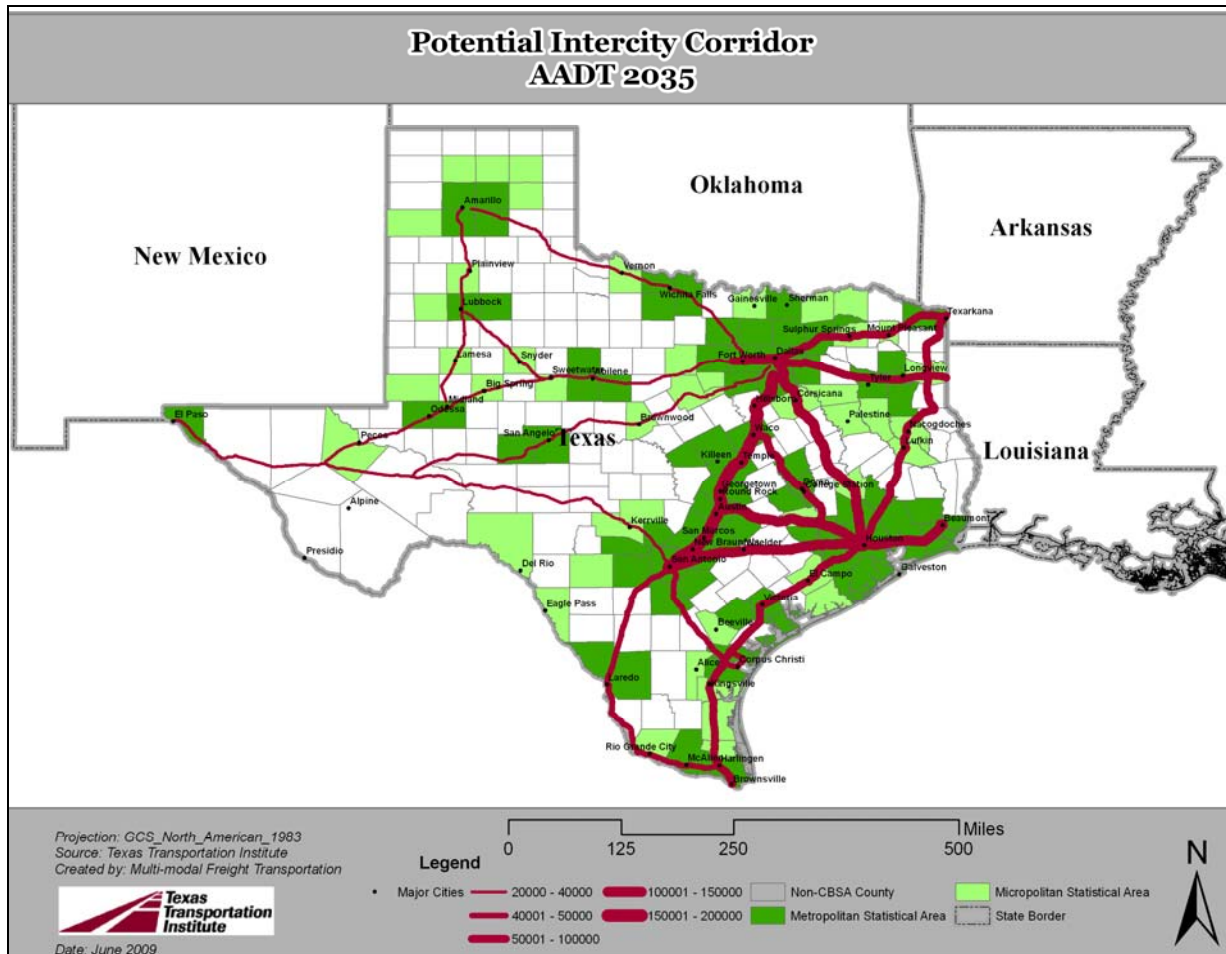 Potential Intercity Corridor
AADT 2035
Oklahoma
Arkansas
New Mexico
Texas
Louisiana
Amarillo
Plainview
Vernon
Wichita Falls
Gainesville
Sherman
Texarkana
Lubbock
Sulphur Springs
Mount Pleasant
Lamesa
Snyder
Fort Worth
Dallas
Sweetwater
Abilene
Tyler
Longview
Big Spring
Midland
Odessa
Hillsboro
Corsicana
El Paso
Brownwood
Palestine
Nacogdoches
Pecos
San Angelo
Waco
Lufkin
Killeen
Temple
College Station
Georgetown
Round Rock
Alpine
Austin
Beaumont
Kerrville
San Marcos
New Braunfels
Waelder
Houston
Presidio
Del Rio
San Antonio
Galveston
El Campo
Eagle Pass
Victoria
Beeville
Alice
Corpus Christi
Laredo
Kingsville
Rio Grande City
McAllen
Harlingen
Brownsville
Projection: GCS_North_American_1983
Source: Texas Transportation Institute
Created by: Multi-modal Freight Transportation
Texas
Transportation
Institute
Date: June 2009
Miles
0 125 250 500
Legend
Major Cities
20000 - 40000
40001 - 50000
50001 - 100000
100001 - 150000
150001 - 200000
Non-CBSA County
Metropolitan Statistical Area
Micropolitan Statistical Area
State Border
N